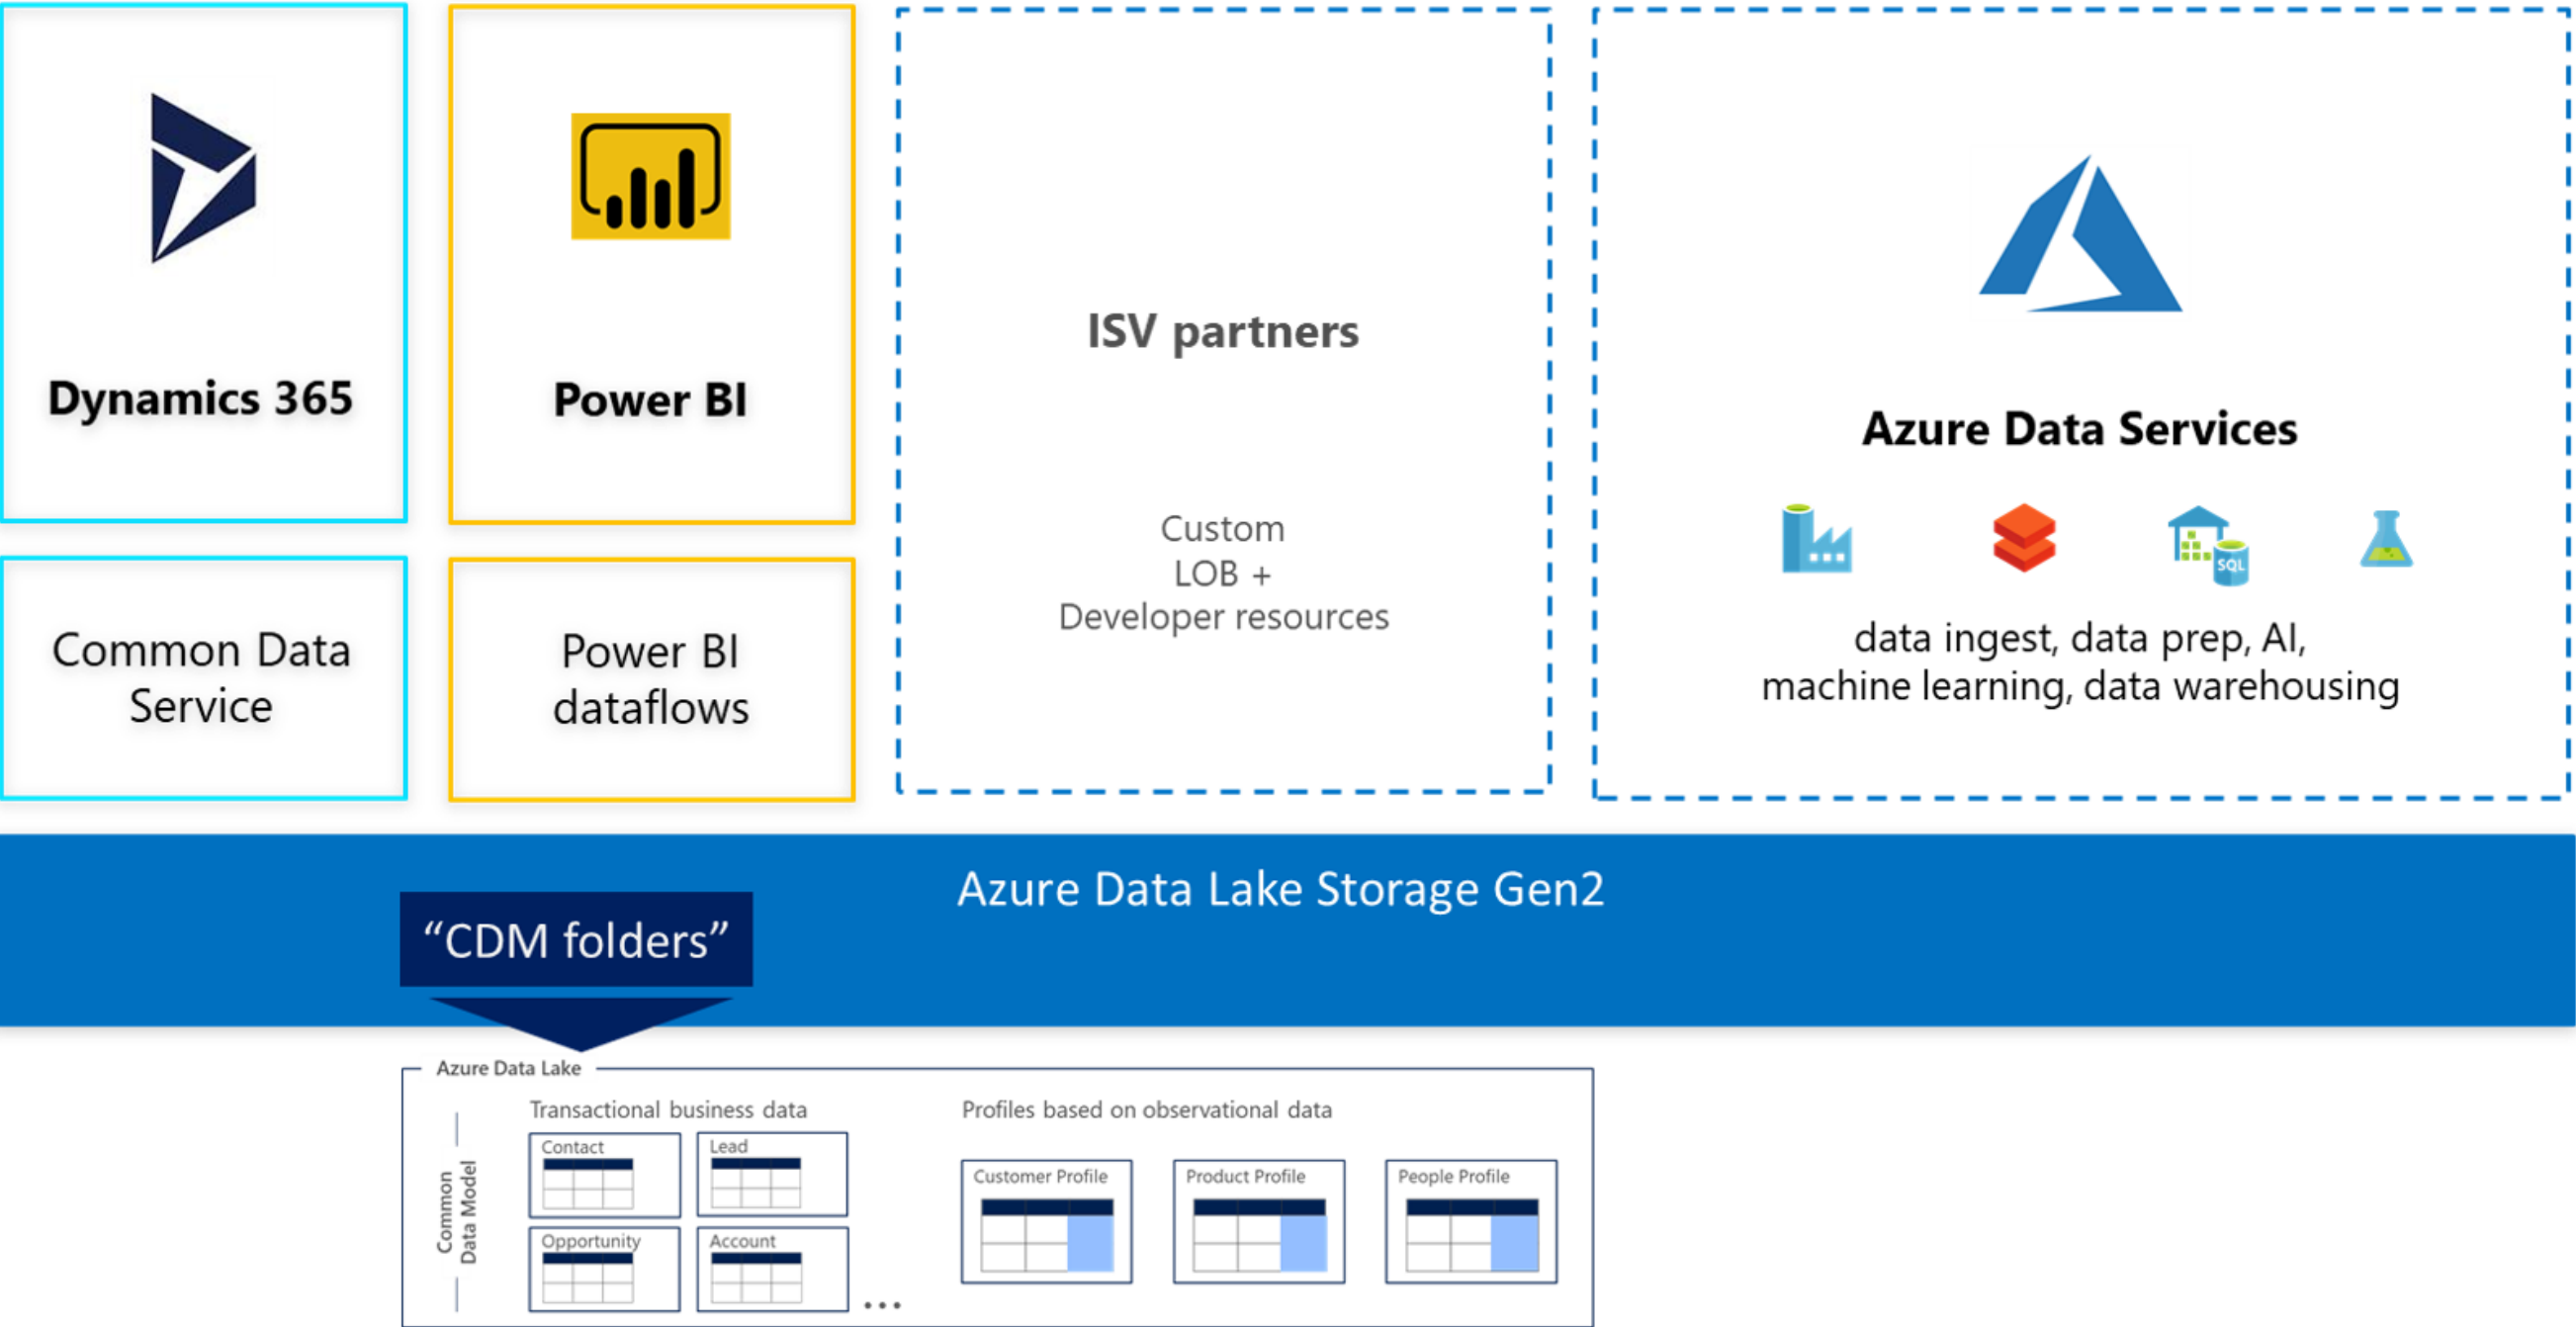 Dynamics 365
Common Data
Service
Power BI
Power BI
dataflows
ISV partners
Custom
LOB +
Developer resources
Azure Data Services
SQL
data ingest, data prep, AI,
machine learning, data warehousing
Azure Data Lake Storage Gen2
“CDM folders”
Azure Data Lake
Common
Data Model
Transactional business data
Contact
Lead
Opportunity
Account
...
Profiles based on observational data
Customer Profile
Product Profile
People Profile